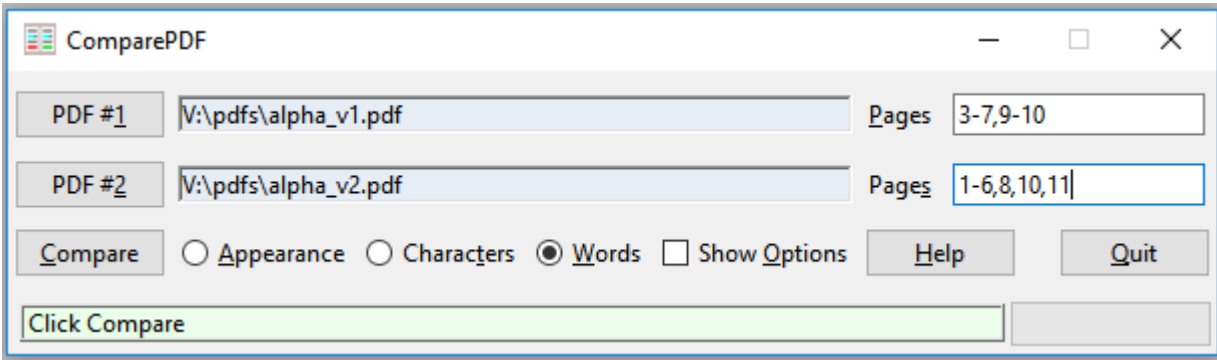 ComparePDF
PDF #1 V:\pdfs\alpha_v1.pdf Pages 3-7,9-10
PDF #2 V:\pdfs\alpha_v2.pdf Pages 1-6,8,10,11
Compare Appearance Characters Words Show Options Help Quit
Click Compare